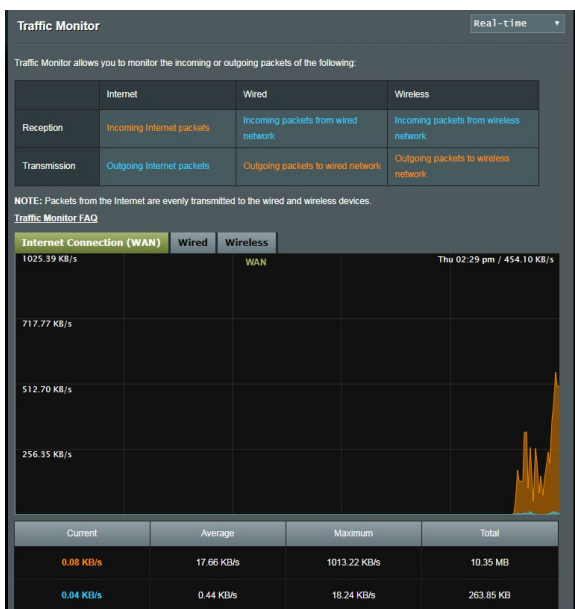 Traffic Monitor
Real-time
Traffic Monitor allows you to monitor the incoming or outgoing packets of the following:
Internet Wired Wireless
Reception Incoming Internet packets Incoming packets from wired network Incoming packets from wireless network
Transmission Outgoing Internet packets Outgoing packets to wired network Outgoing packets to wireless network
NOTE: Packets from the Internet are evenly transmitted to the wired and wireless devices.
Traffic Monitor FAQ
Internet Connection (WAN) Wired Wireless
1025.39 KB/s WAN Thu 02:29 pm / 454.10 KB/s
717.77 KB/s
512.70 KB/s
256.35 KB/s
Current Average Maximum Total
0.08 KB/s 17.66 KB/s 1013.22 KB/s 10.35 MB
0.04 KB/s 0.44 KB/s 18.24 KB/s 263.85 KB